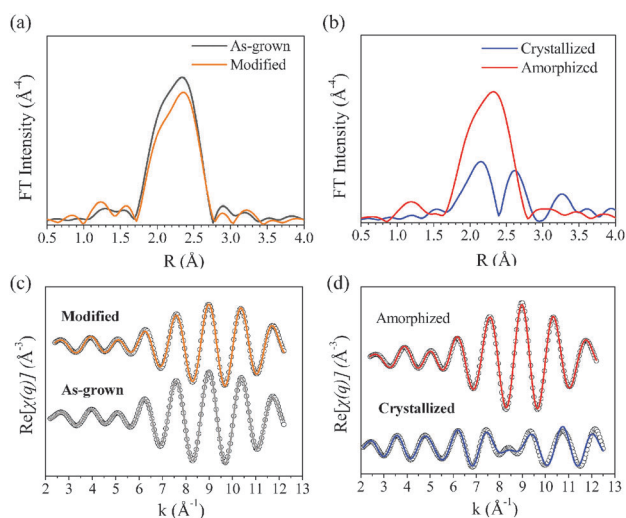 (a)
As-grown
Modified
FT Intensity (Å⁻⁴)
0.5 1.0 1.5 2.0 2.5 3.0 3.5 4.0
R (Å)
(b)
Crystallized
Amorphized
FT Intensity (Å⁻⁴)
0.5 1.0 1.5 2.0 2.5 3.0 3.5 4.0
R (Å)
(c)
Modified
As-grown
Re[χ(q)] (Å⁻³)
2 3 4 5 6 7 8 9 10 11 12 13
k (Å⁻¹)
(d)
Amorphized
Crystallized
Re[χ(q)] (Å⁻³)
2 3 4 5 6 7 8 9 10 11 12 13
k (Å⁻¹)